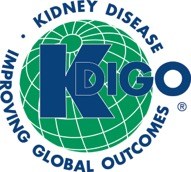 • KIDNEY DISEASE
KDIGO
®
IMPROVING GLOBAL OUTCOMES